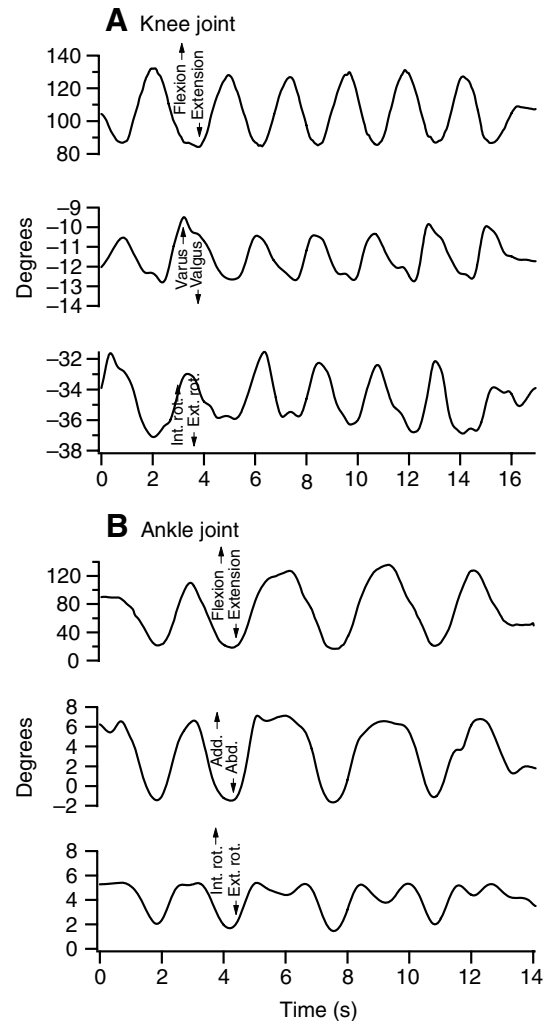 A Knee joint
140
120
100
80
Flexion →
← Extension
–9
–10
–11
–12
–13
–14
Varus →
← Valgus
Degrees
–32
–34
–36
–38
Int. rot. →
← Ext. rot.
0 2 4 6 8 10 12 14 16
B Ankle joint
120
80
40
0
Flexion →
← Extension
8
6
4
2
0
–2
Add. →
← Abd.
Degrees
8
6
4
2
0
Int. rot. →
← Ext. rot.
0 2 4 6 8 10 12 14
Time (s)